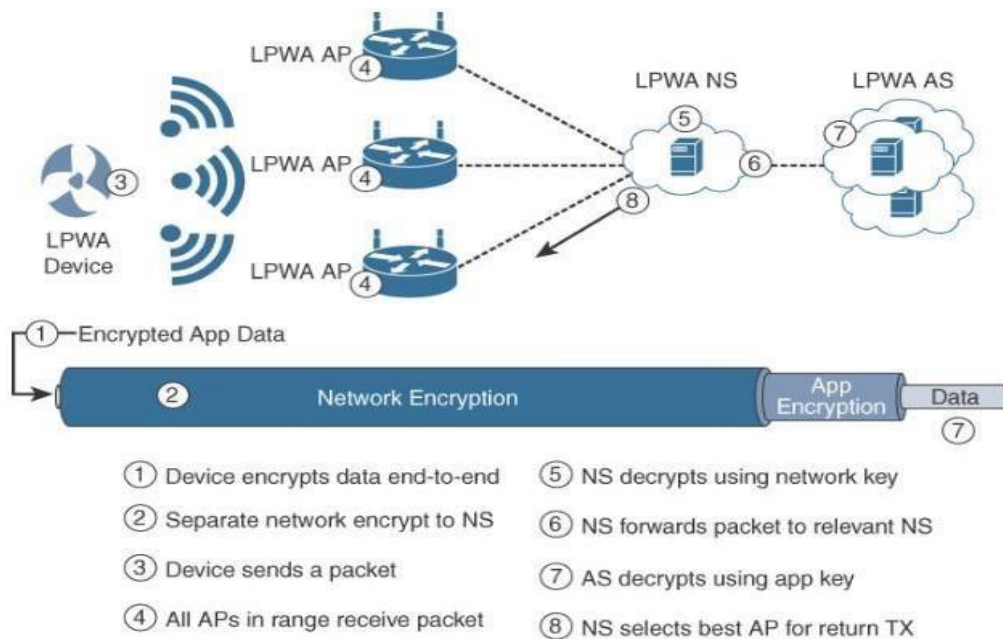 LPWA AP
4
LPWA NS
LPWA AS
5
7
3
LPWA AP
4
6
8
LPWA
Device
LPWA AP
4
1 Encrypted App Data
2
Network Encryption
App
Encryption
Data
7
1 Device encrypts data end-to-end
2 Separate network encrypt to NS
3 Device sends a packet
4 All APs in range receive packet
5 NS decrypts using network key
6 NS forwards packet to relevant NS
7 AS decrypts using app key
8 NS selects best AP for return TX